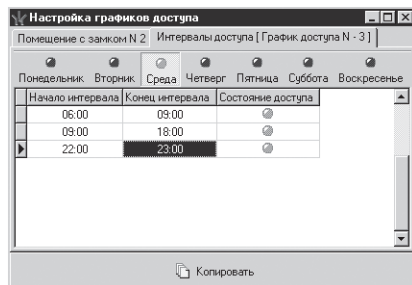 Настройка графиков доступа
Помещение с замком N 2 Интервалы доступа [ График доступа N - 3 ]
Понедельник Вторник Среда Четверг Пятница Суббота Воскресенье
Начало интервала Конец интервала Состояние доступа
06:00 09:00
09:00 18:00
22:00 23:00
Копировать